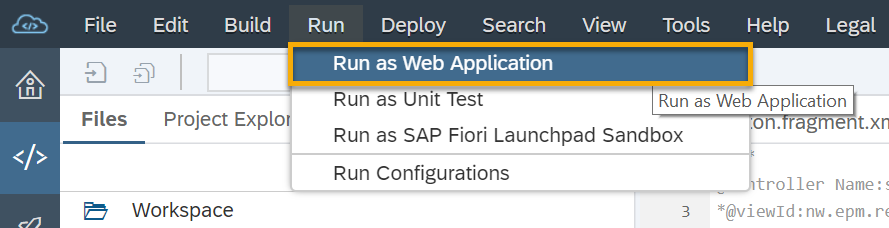 File Edit Build Run Deploy Search View Tools Help Legal
Run as Web Application
Run as Unit Test
Run as Web Application
Files Project Explor
ton.fragment.xm
Run as SAP Fiori Launchpad Sandbox
*
ontroller Name:s
Run Configurations
Workspace
3 *@viewId:nw.epm.re